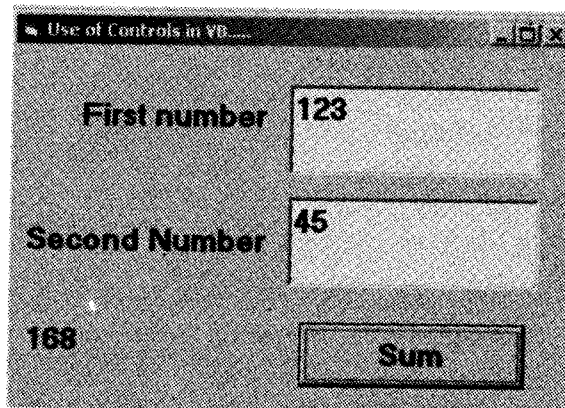 Use of Controls in VB.....
First number
123
Second Number
45
168
Sum